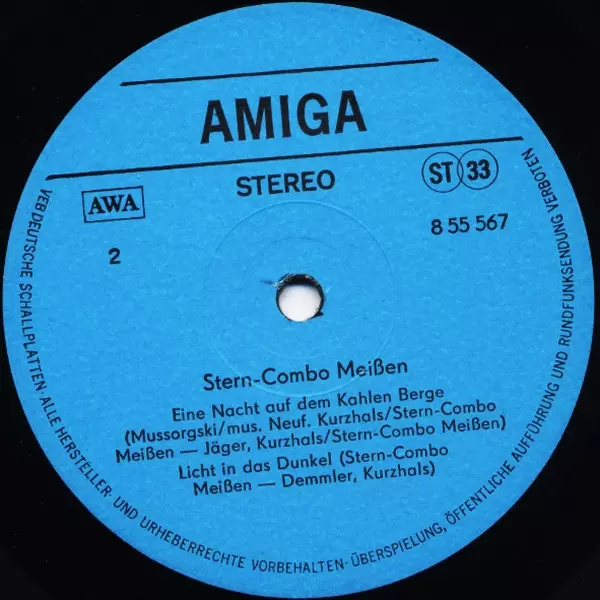 AMIGA
STEREO
ST 33
AWA
8 55 567
2
Stern-Combo Meißen
Eine Nacht auf dem Kahlen Berge
(Mussorgski/mus. Neuf. Kurzhals/Stern-Combo
Meißen — Jäger, Kurzhals/Stern-Combo Meißen)
Licht in das Dunkel (Stern-Combo
Meißen — Demmler, Kurzhals)
VEB DEUTSCHE SCHALLPLATTEN · ALLE HERSTELLER- UND URHEBERRECHTE VORBEHALTEN · ÜBERSPIELUNG, ÖFFENTLICHE AUFFÜHRUNG UND RUNDFUNKSENDUNG VERBOTEN